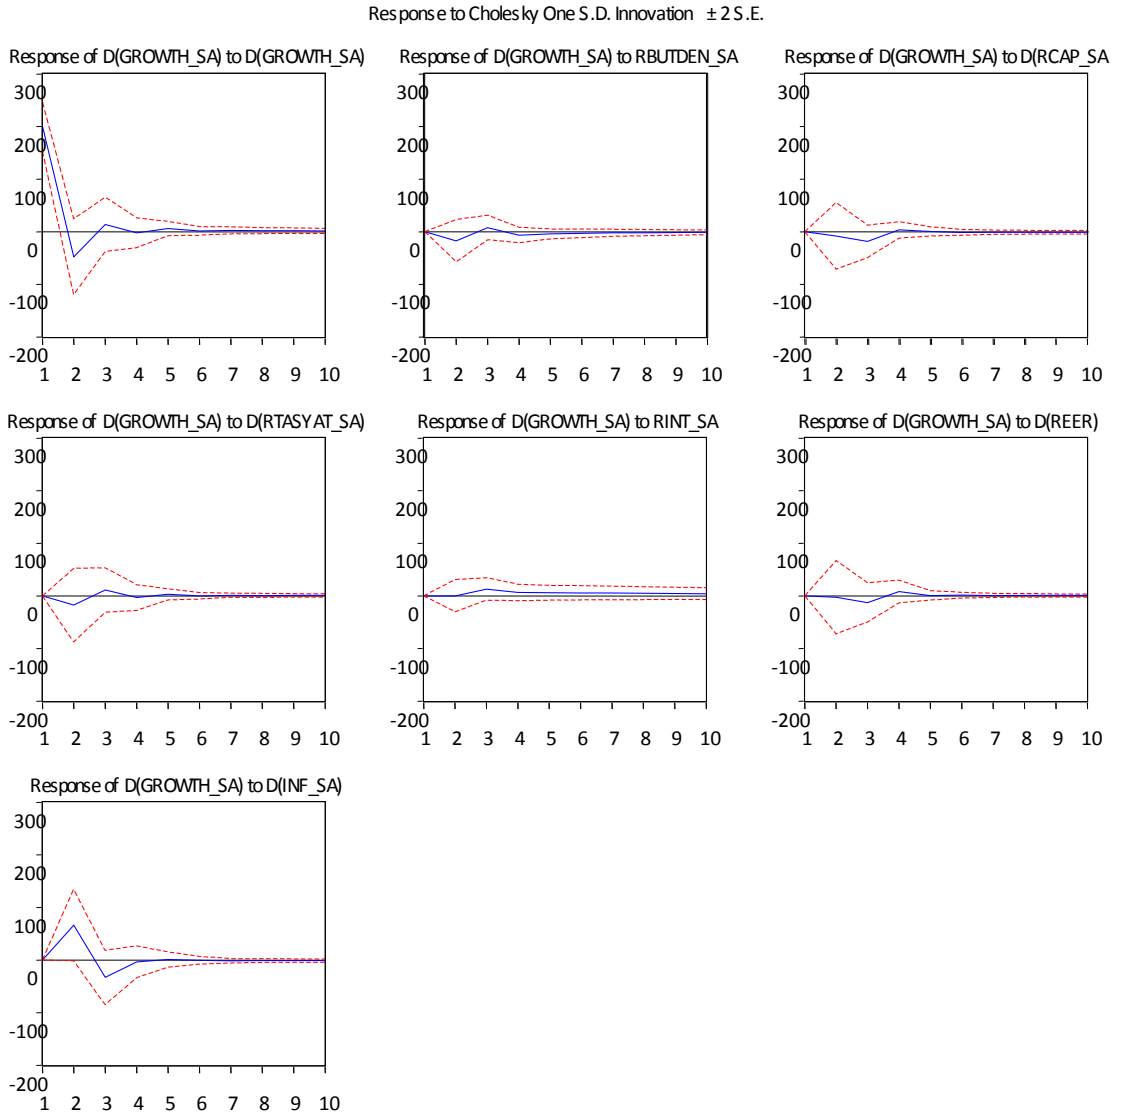 Response to Cholesky One S.D. Innovation ± 2 S.E.
Response of D(GROWTH_SA) to D(GROWTH_SA)
300
200
100
0
-100
-200
1 2 3 4 5 6 7 8 9 10
Response of D(GROWTH_SA) to RBUTDEN_SA
300
200
100
0
-100
-200
1 2 3 4 5 6 7 8 9 10
Response of D(GROWTH_SA) to D(RCAP_SA
300
200
100
0
-100
-200
1 2 3 4 5 6 7 8 9 10
Response of D(GROWTH_SA) to D(RTASYAT_SA)
300
200
100
0
-100
-200
1 2 3 4 5 6 7 8 9 10
Response of D(GROWTH_SA) to RINT_SA
300
200
100
0
-100
-200
1 2 3 4 5 6 7 8 9 10
Response of D(GROWTH_SA) to D(REER)
300
200
100
0
-100
-200
1 2 3 4 5 6 7 8 9 10
Response of D(GROWTH_SA) to D(INF_SA)
300
200
100
0
-100
-200
1 2 3 4 5 6 7 8 9 10